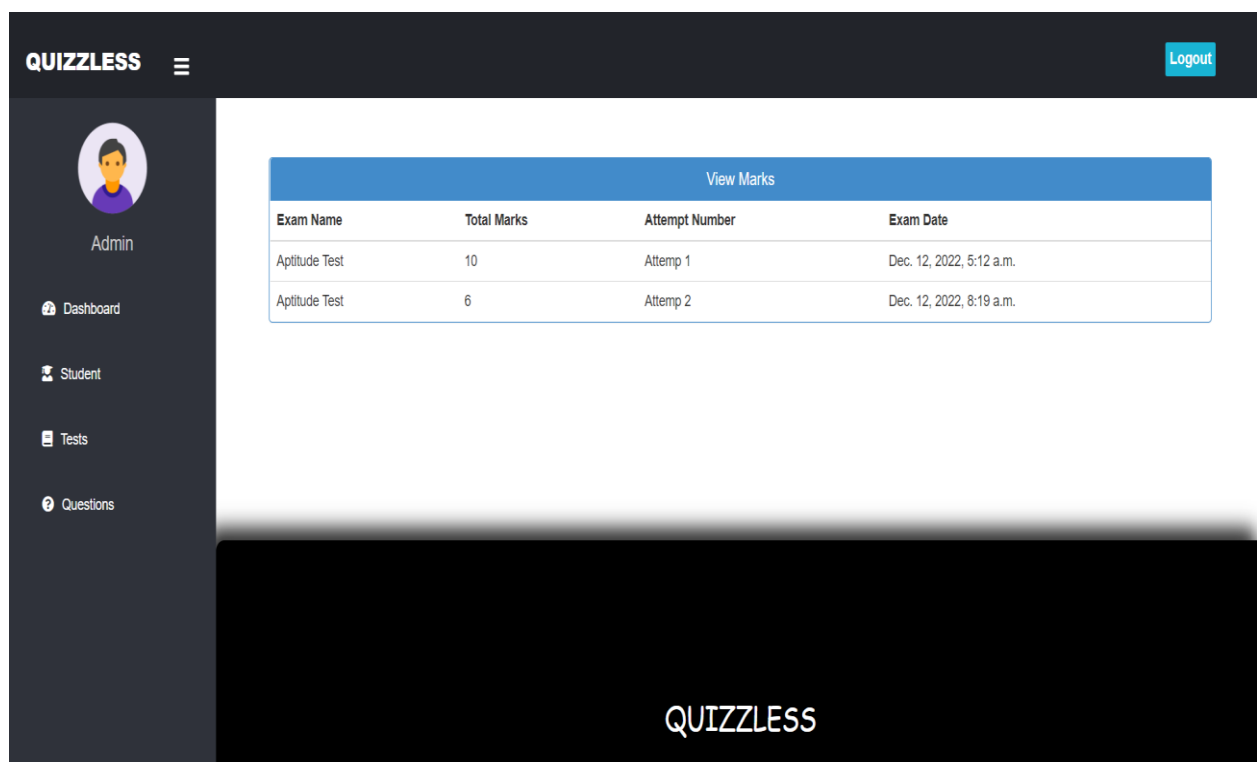 QUIZZLESS
Logout
Admin
Dashboard
Student
Tests
Questions
View Marks
Exam Name Total Marks Attempt Number Exam Date
Aptitude Test 10 Attemp 1 Dec. 12, 2022, 5:12 a.m.
Aptitude Test 6 Attemp 2 Dec. 12, 2022, 8:19 a.m.
QUIZZLESS